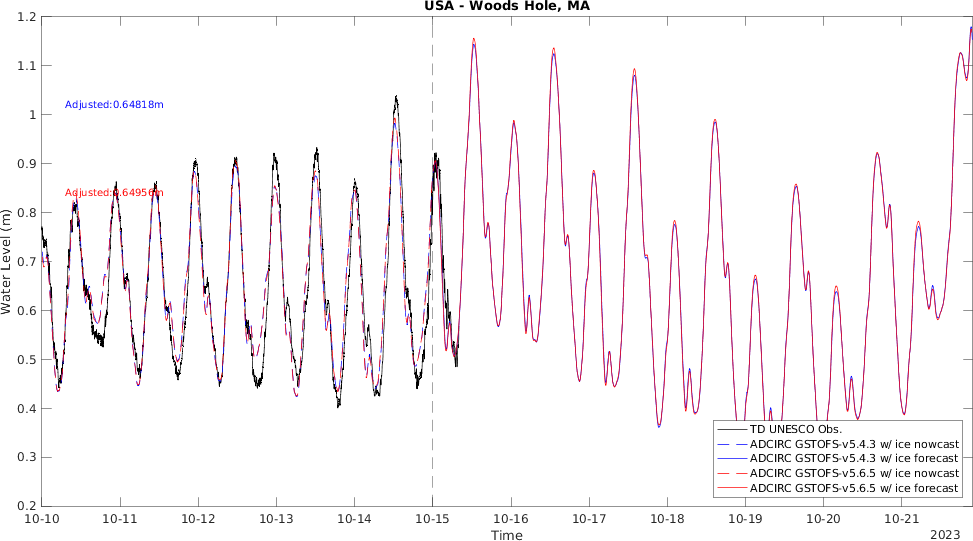 USA - Woods Hole, MA
1.2
1.1
1
0.9
0.8
0.7
0.6
0.5
0.4
0.3
0.2
Water Level (m)
Adjusted:0.64818m
Adjusted:0.64956m
TD UNESCO Obs.
ADCIRC GSTOFS-v5.4.3 w/ ice nowcast
ADCIRC GSTOFS-v5.4.3 w/ ice forecast
ADCIRC GSTOFS-v5.6.5 w/ ice nowcast
ADCIRC GSTOFS-v5.6.5 w/ ice forecast
10-10 10-11 10-12 10-13 10-14 10-15 10-16 10-17 10-18 10-19 10-20 10-21
Time
2023